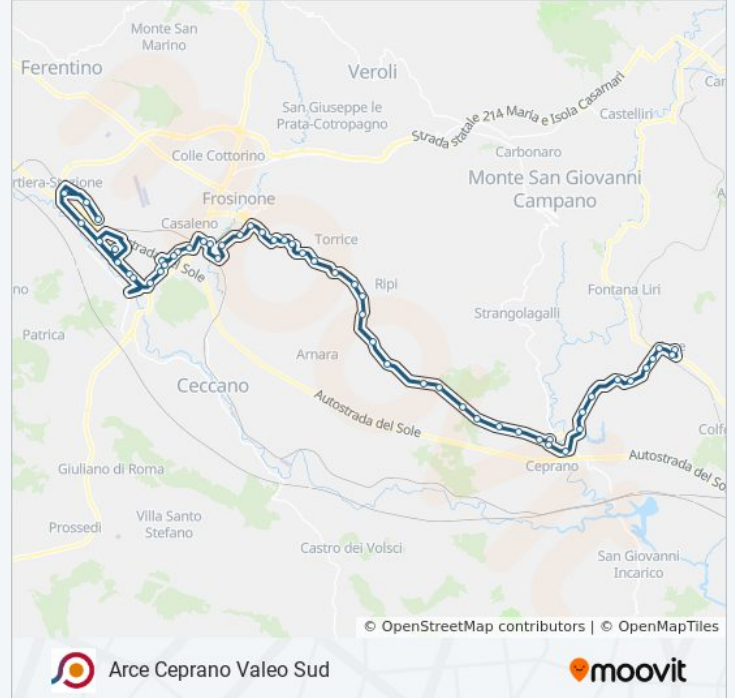 Monte San
Marino
Ferentino
Veroli
San Giuseppe le
Prata-Cotropagno
Strada statale 214 Maria e Isola Casamari
Castelliri
Colle Cottorino
Carbonaro
Monte San Giovanni
Campano
Frosinone
Casaleno
Torrice
Ripi
Fontana Liri
Strangolagalli
Patrica
Arnara
Ceccano
Autostrada del Sole
Ceprano
Autostrada del So
Giuliano di Roma
Villa Santo
Stefano
Prossedi
Castro dei Volsci
San Giovanni
Incarico
© OpenStreetMap contributors | © OpenMapTiles
Arce Ceprano Valeo Sud
moovit